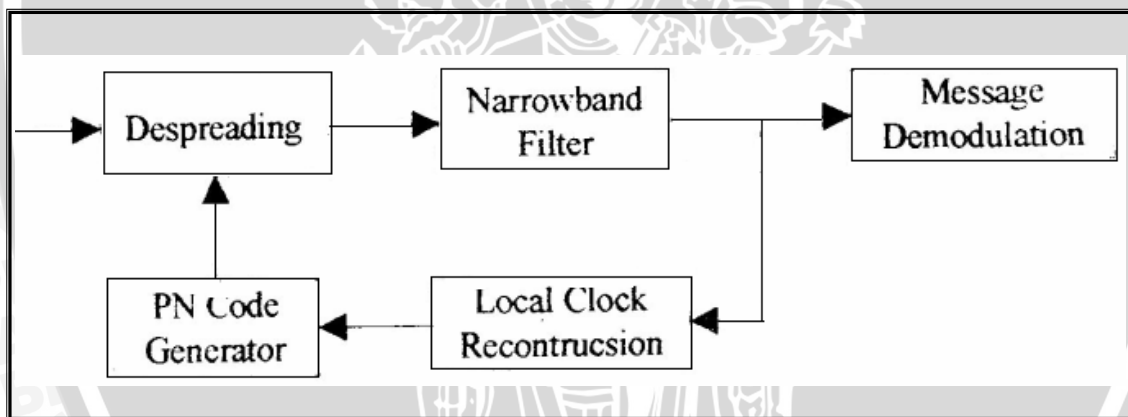 Despreading
Narrowband
Filter
Message
Demodulation
PN Code
Generator
Local Clock
Recontrucsion